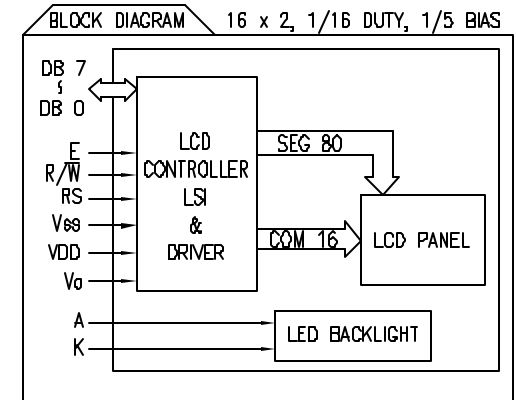 BLOCK DIAGRAM 16 x 2, 1/16 DUTY, 1/5 BIAS
DB 7
DB 0
E
R/W
RS
Vss
VDD
Vo
A
K
LCD
CONTROLLER
LSI
&
DRIVER
SEG 80
COM 16
LCD PANEL
LED BACKLIGHT